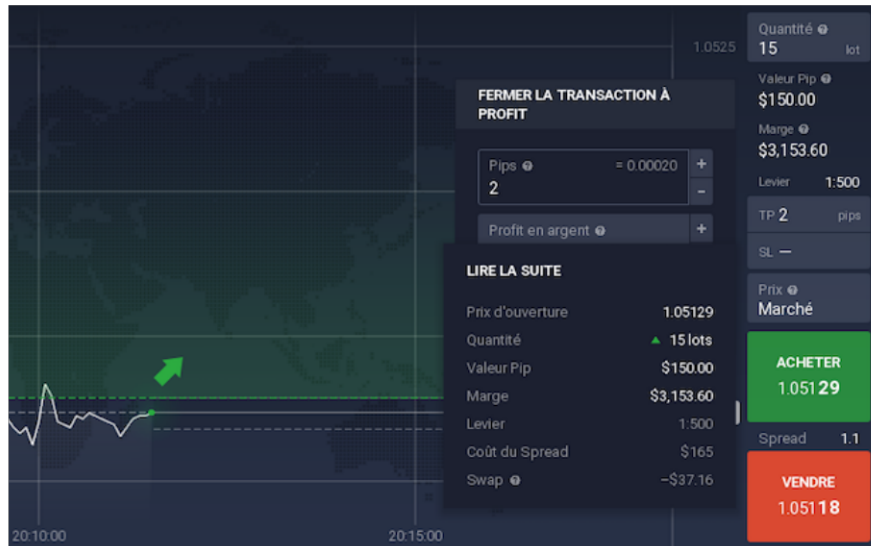 1.0525
20:10:00
20:15:00
FERMER LA TRANSACTION À
PROFIT
Pips ?
= 0.00020
+
2
-
Profit en argent ?
+
LIRE LA SUITE
Prix d'ouverture 1.05129
Quantité ▲ 15 lots
Valeur Pip $150.00
Marge $3,153.60
Levier 1:500
Coût du Spread $165
Swap ? –$37.16
Quantité ?
15 lot
Valeur Pip ?
$150.00
Marge ?
$3,153.60
Levier 1:500
TP 2 pips
SL —
Prix ?
Marché
ACHETER
1.05129
Spread 1.1
VENDRE
1.05118